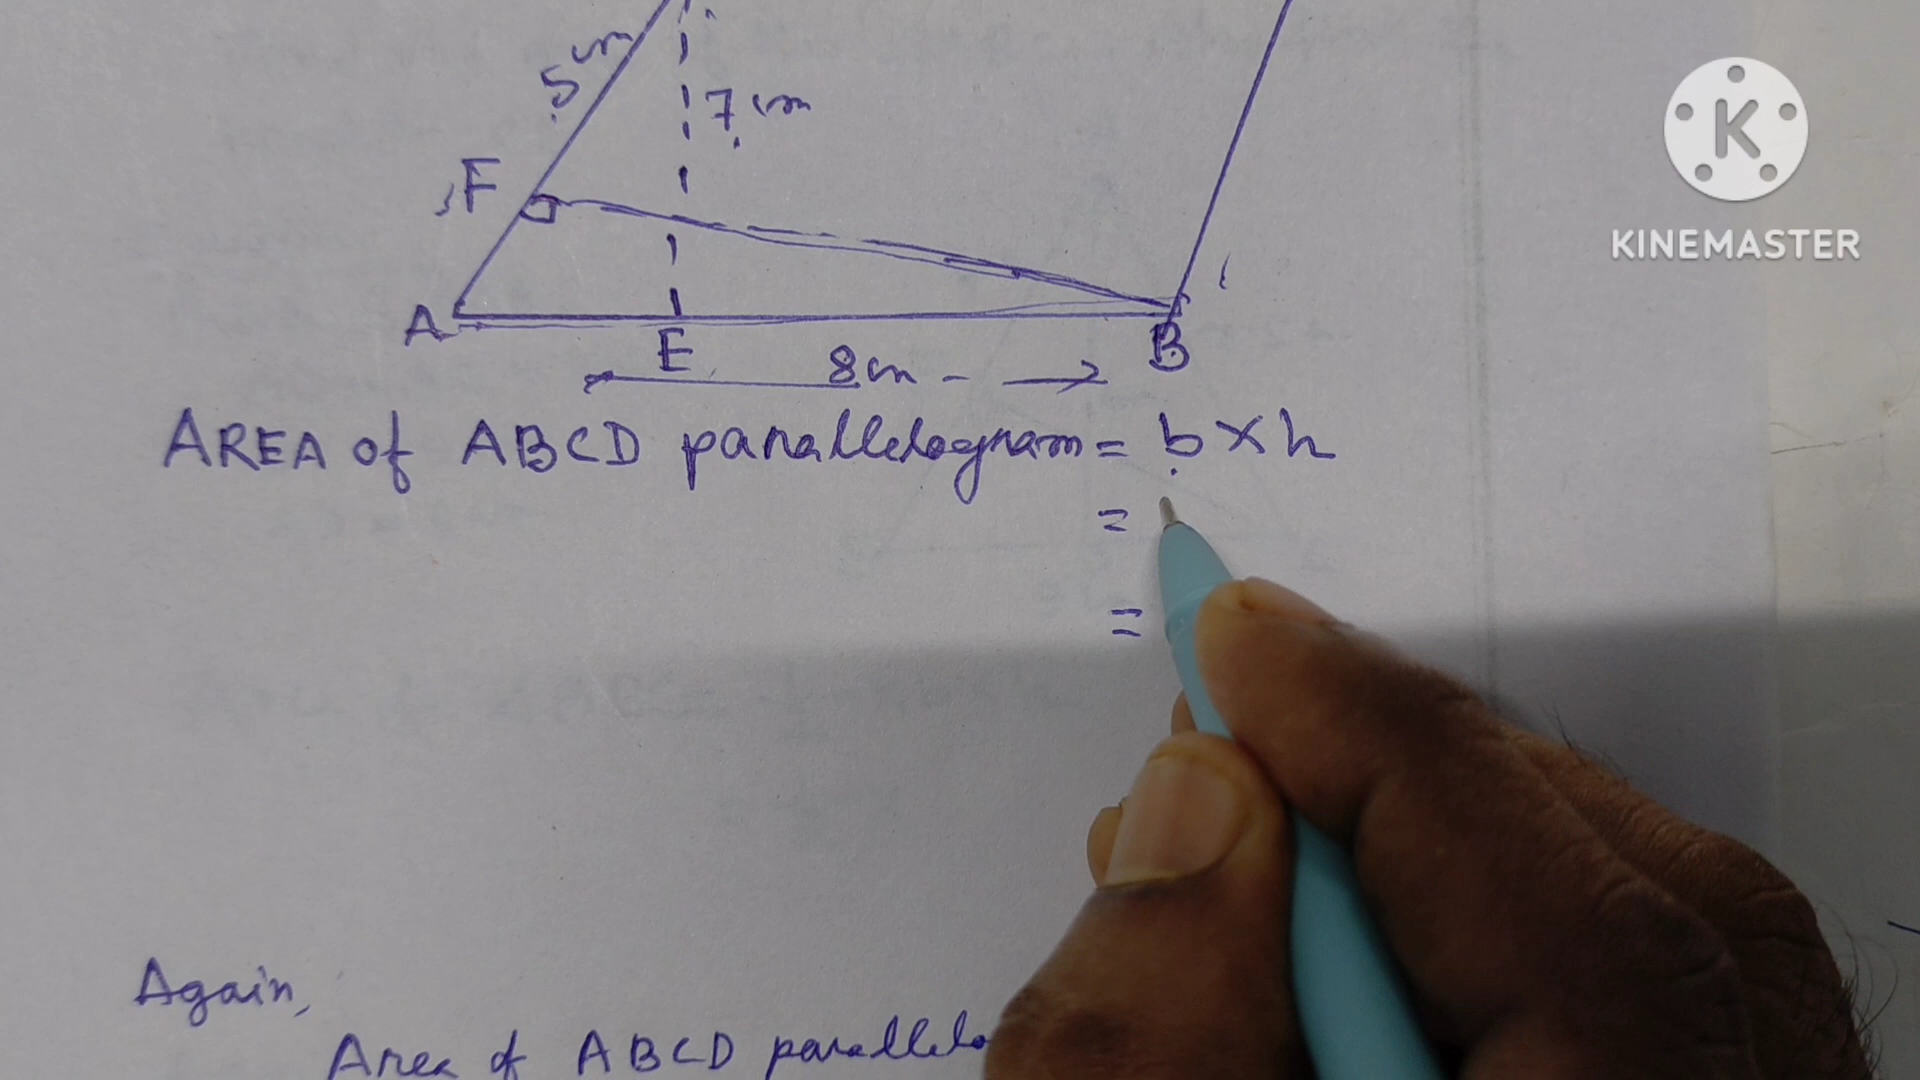 5cm
7cm
F
A
E
B
8cm
AREA of ABCD parallelogram = b × h
=
=
Again,
Area of ABCD parallelo
K
KINEMASTER